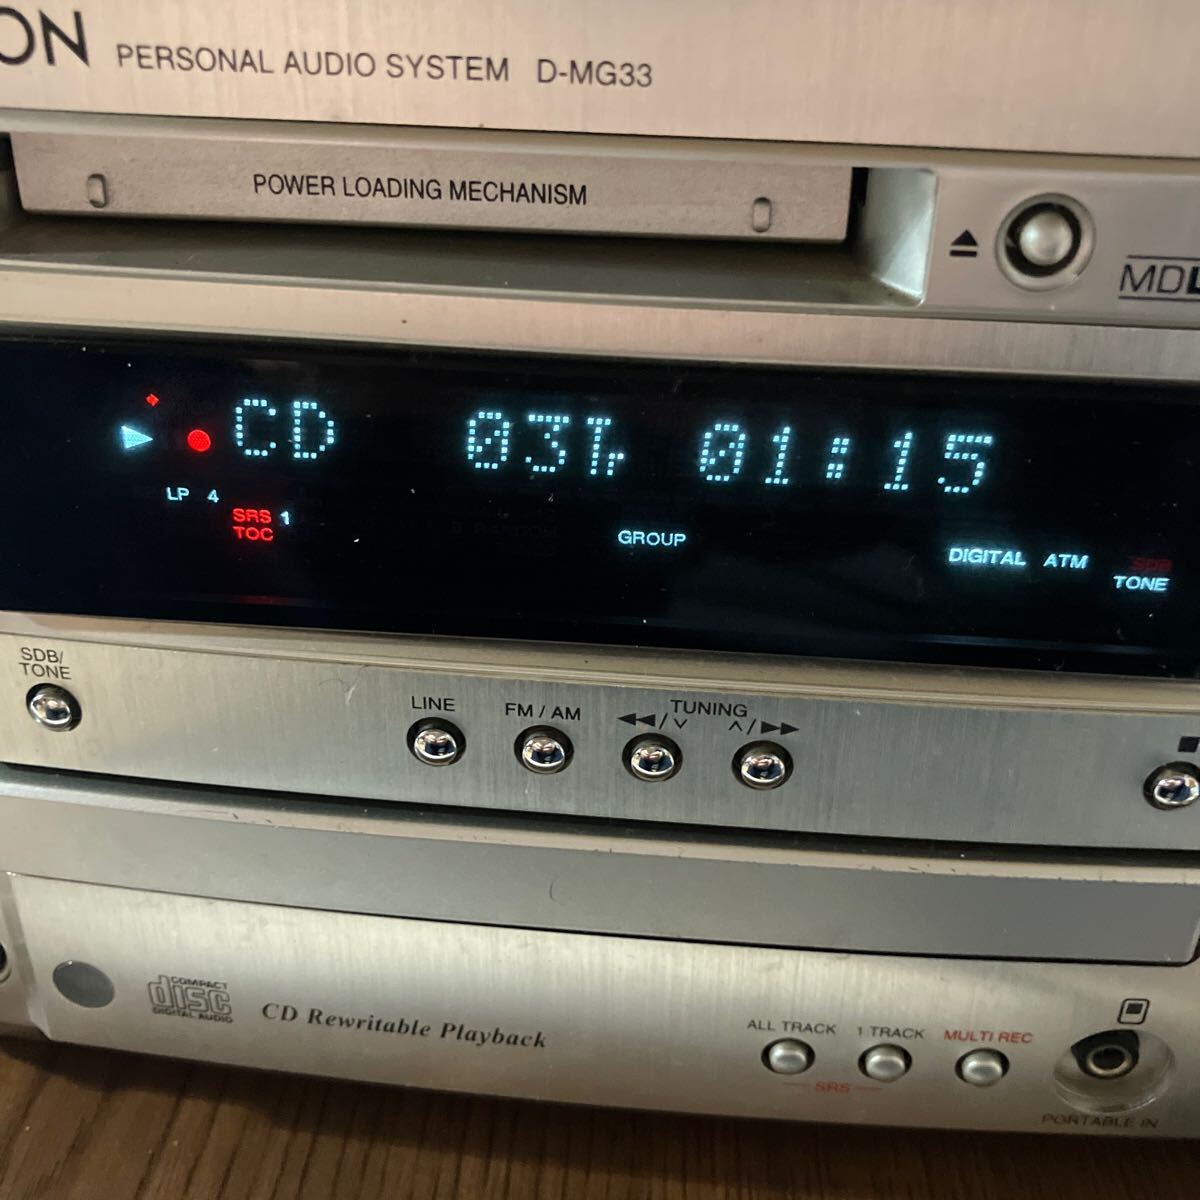 ON PERSONAL AUDIO SYSTEM D-MG33
POWER LOADING MECHANISM
MDL
CD 03Tr 01:15
LP 4
SRS 1
TOC
GROUP
DIGITAL ATM SDB
TONE
SDB/
TONE
LINE
FM / AM
TUNING
◀◀/∨ ∧/▶▶
COMPACT
disc
DIGITAL AUDIO
CD Rewritable Playback
ALL TRACK 1 TRACK MULTI REC
SRS
PORTABLE IN